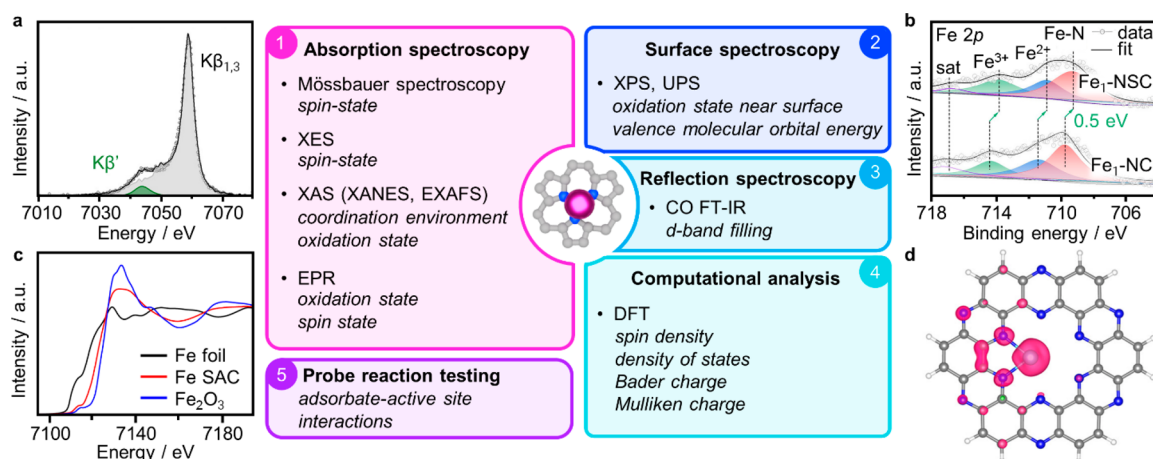 a
Intensity / a.u.
Kβ1,3
Kβ'
7010 7030 7050 7070
Energy / eV
c
Intensity / a.u.
Fe foil
Fe SAC
Fe2O3
7100 7140 7180
Energy / eV
1
Absorption spectroscopy
• Mössbauer spectroscopy
spin-state
• XES
spin-state
• XAS (XANES, EXAFS)
coordination environment
oxidation state
• EPR
oxidation state
spin state
5
Probe reaction testing
adsorbate-active site
interactions
2
Surface spectroscopy
• XPS, UPS
oxidation state near surface
valence molecular orbital energy
3
Reflection spectroscopy
• CO FT-IR
d-band filling
4
Computational analysis
• DFT
spin density
density of states
Bader charge
Mulliken charge
b
Intensity / a.u.
Fe 2p
Fe-N
data
fit
sat
Fe3+
Fe2+
Fe1-NSC
0.5 eV
Fe1-NC
718 714 710 706
Binding energy / eV
d